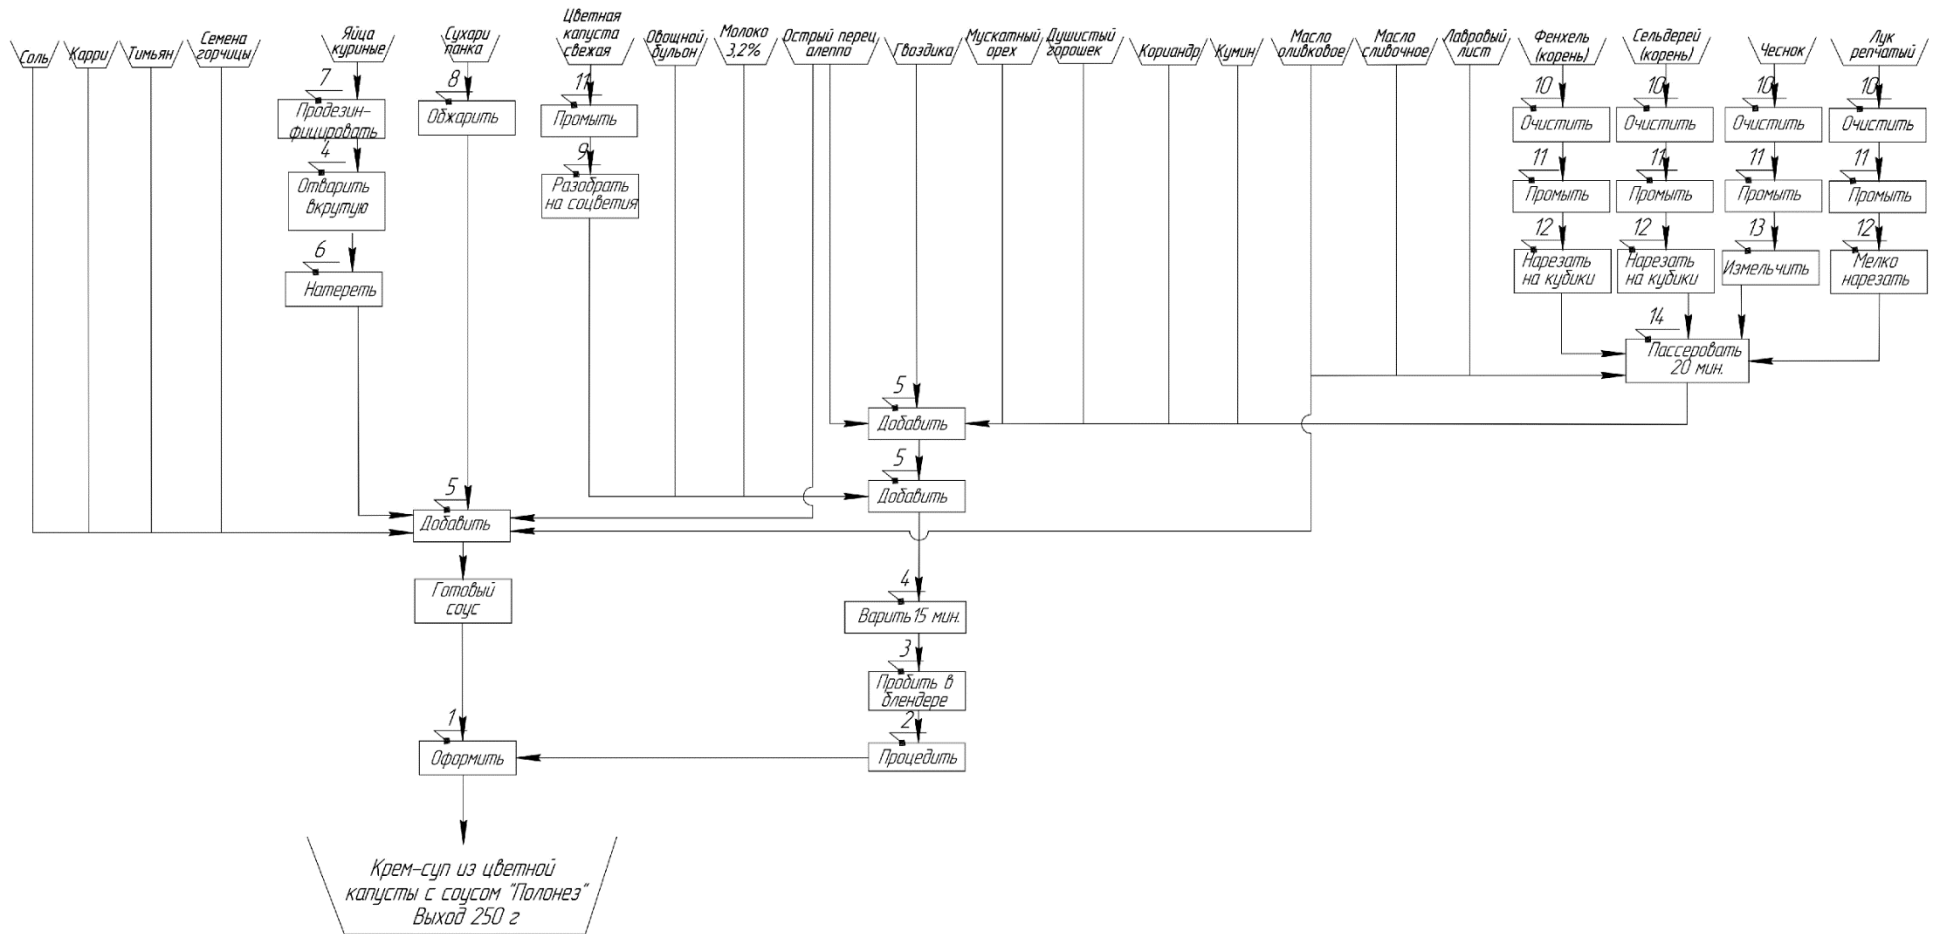 Соль
Карри
Тимьян
Семена
горчицы
Яйца
куриные
Сухари
панка
Цветная
капуста
свежая
Овощной
бульон
Молоко
3,2%
Острый перец
алеппо
Гвоздика
Мускатный
орех
Душистый
горошек
Кориандр
Кумин
Масло
оливковое
Масло
сливочное
Лавровый
лист
Фенхель
(корень)
Сельдерей
(корень)
Чеснок
Лук
репчатый
7
Продезин-
фицировать
4
Отварить
вкрутую
6
Натереть
8
Обжарить
11
Промыть
9
Разобрать
на соцветия
10
Очистить
11
Промыть
12
Нарезать
на кубики
10
Очистить
11
Промыть
12
Нарезать
на кубики
10
Очистить
11
Промыть
13
Измельчить
10
Очистить
11
Промыть
12
Мелко
нарезать
14
Пассеровать
20 мин.
5
Добавить
5
Добавить
5
Добавить
Готовый
соус
4
Варить 15 мин.
3
Пробить в
блендере
2
Процедить
1
Оформить
Крем-суп из цветной
капусты с соусом "Полонез"
Выход 250 г